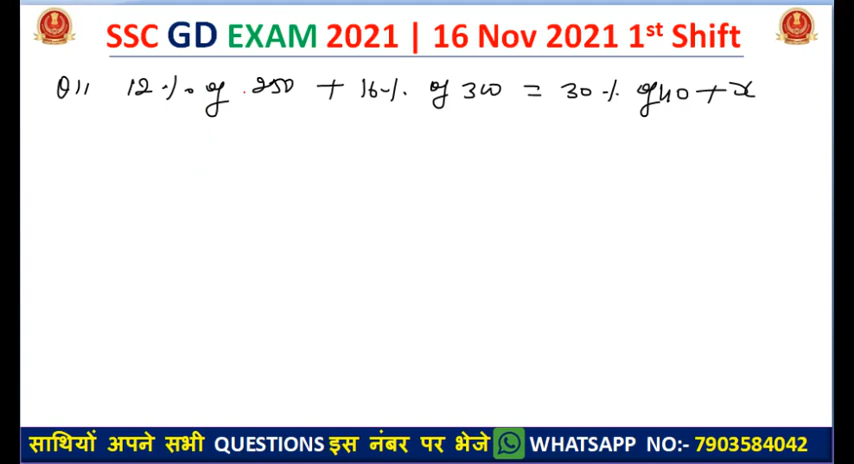 SSC GD EXAM 2021 | 16 Nov 2021 1st Shift
Q11 12% of 250 + 16% of 300 = 30% of 40 + x
साथियों अपने सभी QUESTIONS इस नंबर पर भेजे WHATSAPP NO:- 7903584042